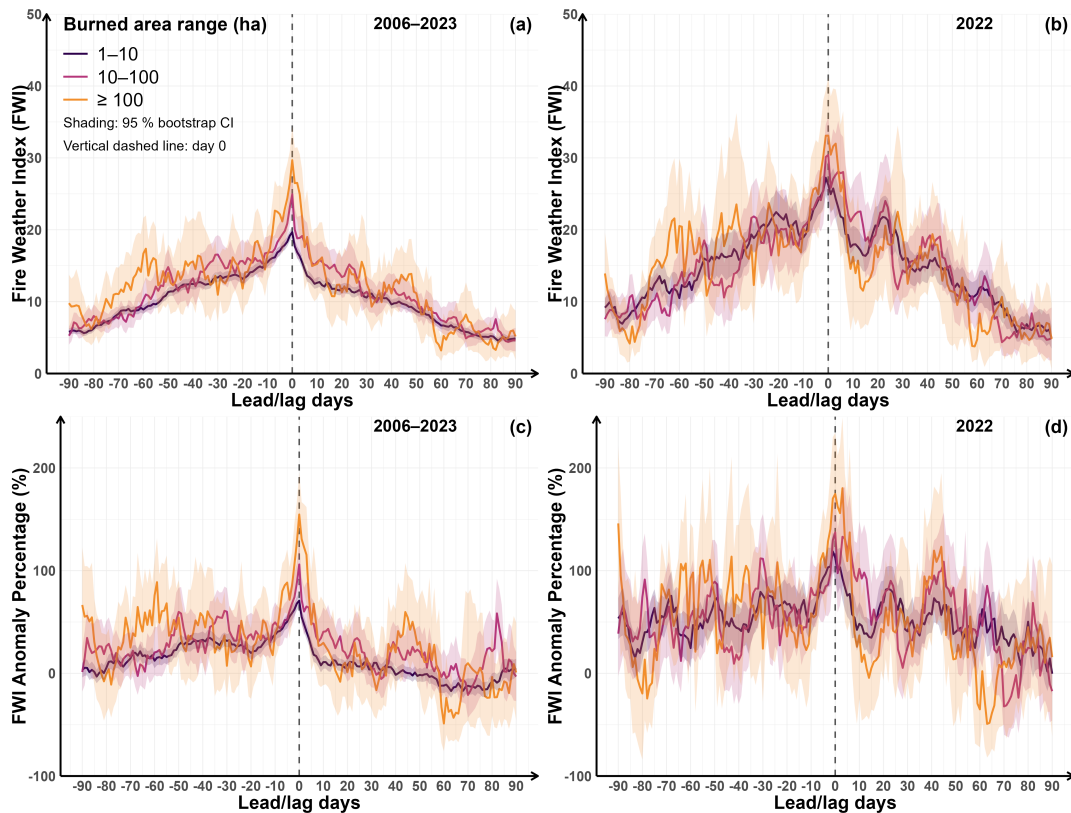 50
40
30
20
10
0
Fire Weather Index (FWI)
Burned area range (ha)
1–10
10–100
≥ 100
Shading: 95 % bootstrap CI
Vertical dashed line: day 0
2006–2023 (a)
-90 -80 -70 -60 -50 -40 -30 -20 -10 0 10 20 30 40 50 60 70 80 90
Lead/lag days
50
40
30
20
10
0
Fire Weather Index (FWI)
2022 (b)
-90 -80 -70 -60 -50 -40 -30 -20 -10 0 10 20 30 40 50 60 70 80 90
Lead/lag days
200
100
0
-100
FWI Anomaly Percentage (%)
2006–2023 (c)
-90 -80 -70 -60 -50 -40 -30 -20 -10 0 10 20 30 40 50 60 70 80 90
Lead/lag days
200
100
0
-100
FWI Anomaly Percentage (%)
2022 (d)
-90 -80 -70 -60 -50 -40 -30 -20 -10 0 10 20 30 40 50 60 70 80 90
Lead/lag days